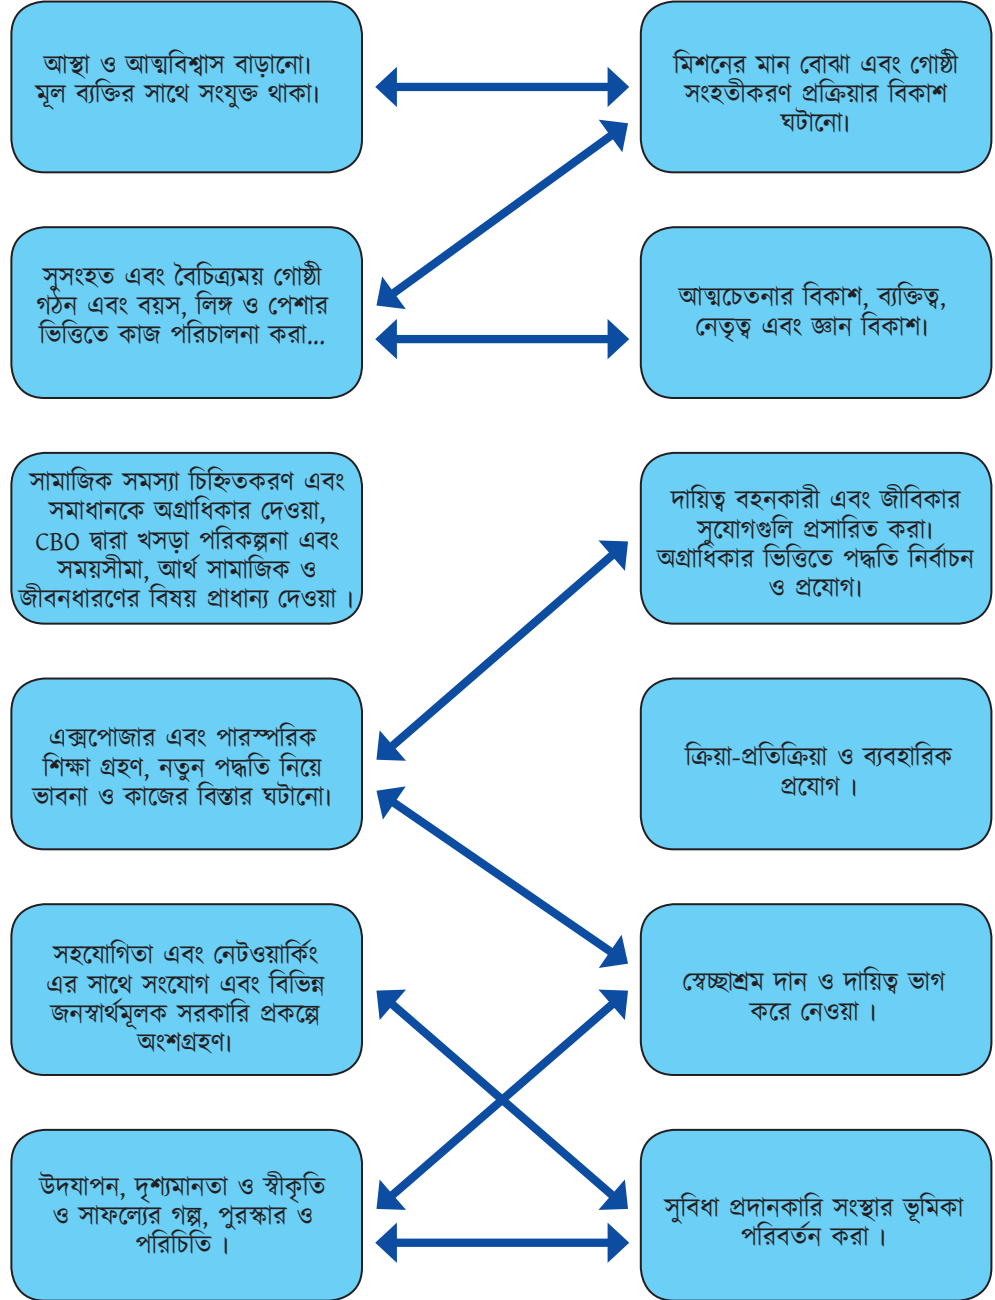 আস্থা ও আত্মবিশ্বাস বাড়ানো।
মূল ব্যক্তির সাথে সংযুক্ত থাকা।
মিশনের মান বোঝা এবং গোষ্ঠী
সংহতীকরণ প্রক্রিয়ার বিকাশ
ঘটানো।
সুসংহত এবং বৈচিত্র্যময় গোষ্ঠী
গঠন এবং বয়স, লিঙ্গ ও পেশার
ভিত্তিতে কাজ পরিচালনা করা...
আত্মচেতনার বিকাশ, ব্যক্তিত্ব,
নেতৃত্ব এবং জ্ঞান বিকাশ।
সামাজিক সমস্যা চিহ্নিতকরণ এবং
সমাধানকে অগ্রাধিকার দেওয়া,
CBO দ্বারা খসড়া পরিকল্পনা এবং
সময়সীমা, আর্থ সামাজিক ও
জীবনধারণের বিষয় প্রাধান্য দেওয়া ।
দায়িত্ব বহনকারী এবং জীবিকার
সুযোগগুলি প্রসারিত করা।
অগ্রাধিকার ভিত্তিতে পদ্ধতি নির্বাচন
ও প্রযোগ।
এক্সপোজার এবং পারস্পরিক
শিক্ষা গ্রহণ, নতুন পদ্ধতি নিয়ে
ভাবনা ও কাজের বিস্তার ঘটানো।
ক্রিয়া-প্রতিক্রিয়া ও ব্যবহারিক
প্রযোগ ।
সহযোগিতা এবং নেটওয়ার্কিং
এর সাথে সংযোগ এবং বিভিন্ন
জনস্বার্থমূলক সরকারি প্রকল্পে
অংশগ্রহণ।
স্বেচ্ছাশ্রম দান ও দায়িত্ব ভাগ
করে নেওয়া ।
উদযাপন, দৃশ্যমানতা ও স্বীকৃতি
ও সাফল্যের গল্প, পুরস্কার ও
পরিচিতি ।
সুবিধা প্রদানকারি সংস্থার ভূমিকা
পরিবর্তন করা ।